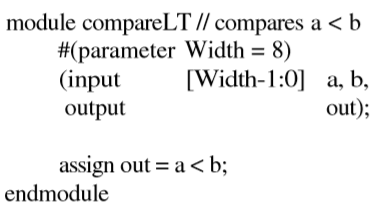 module compareLT // compares a < b
#(parameter Width = 8)
(input [Width-1:0] a, b,
output out);
assign out = a < b;
endmodule